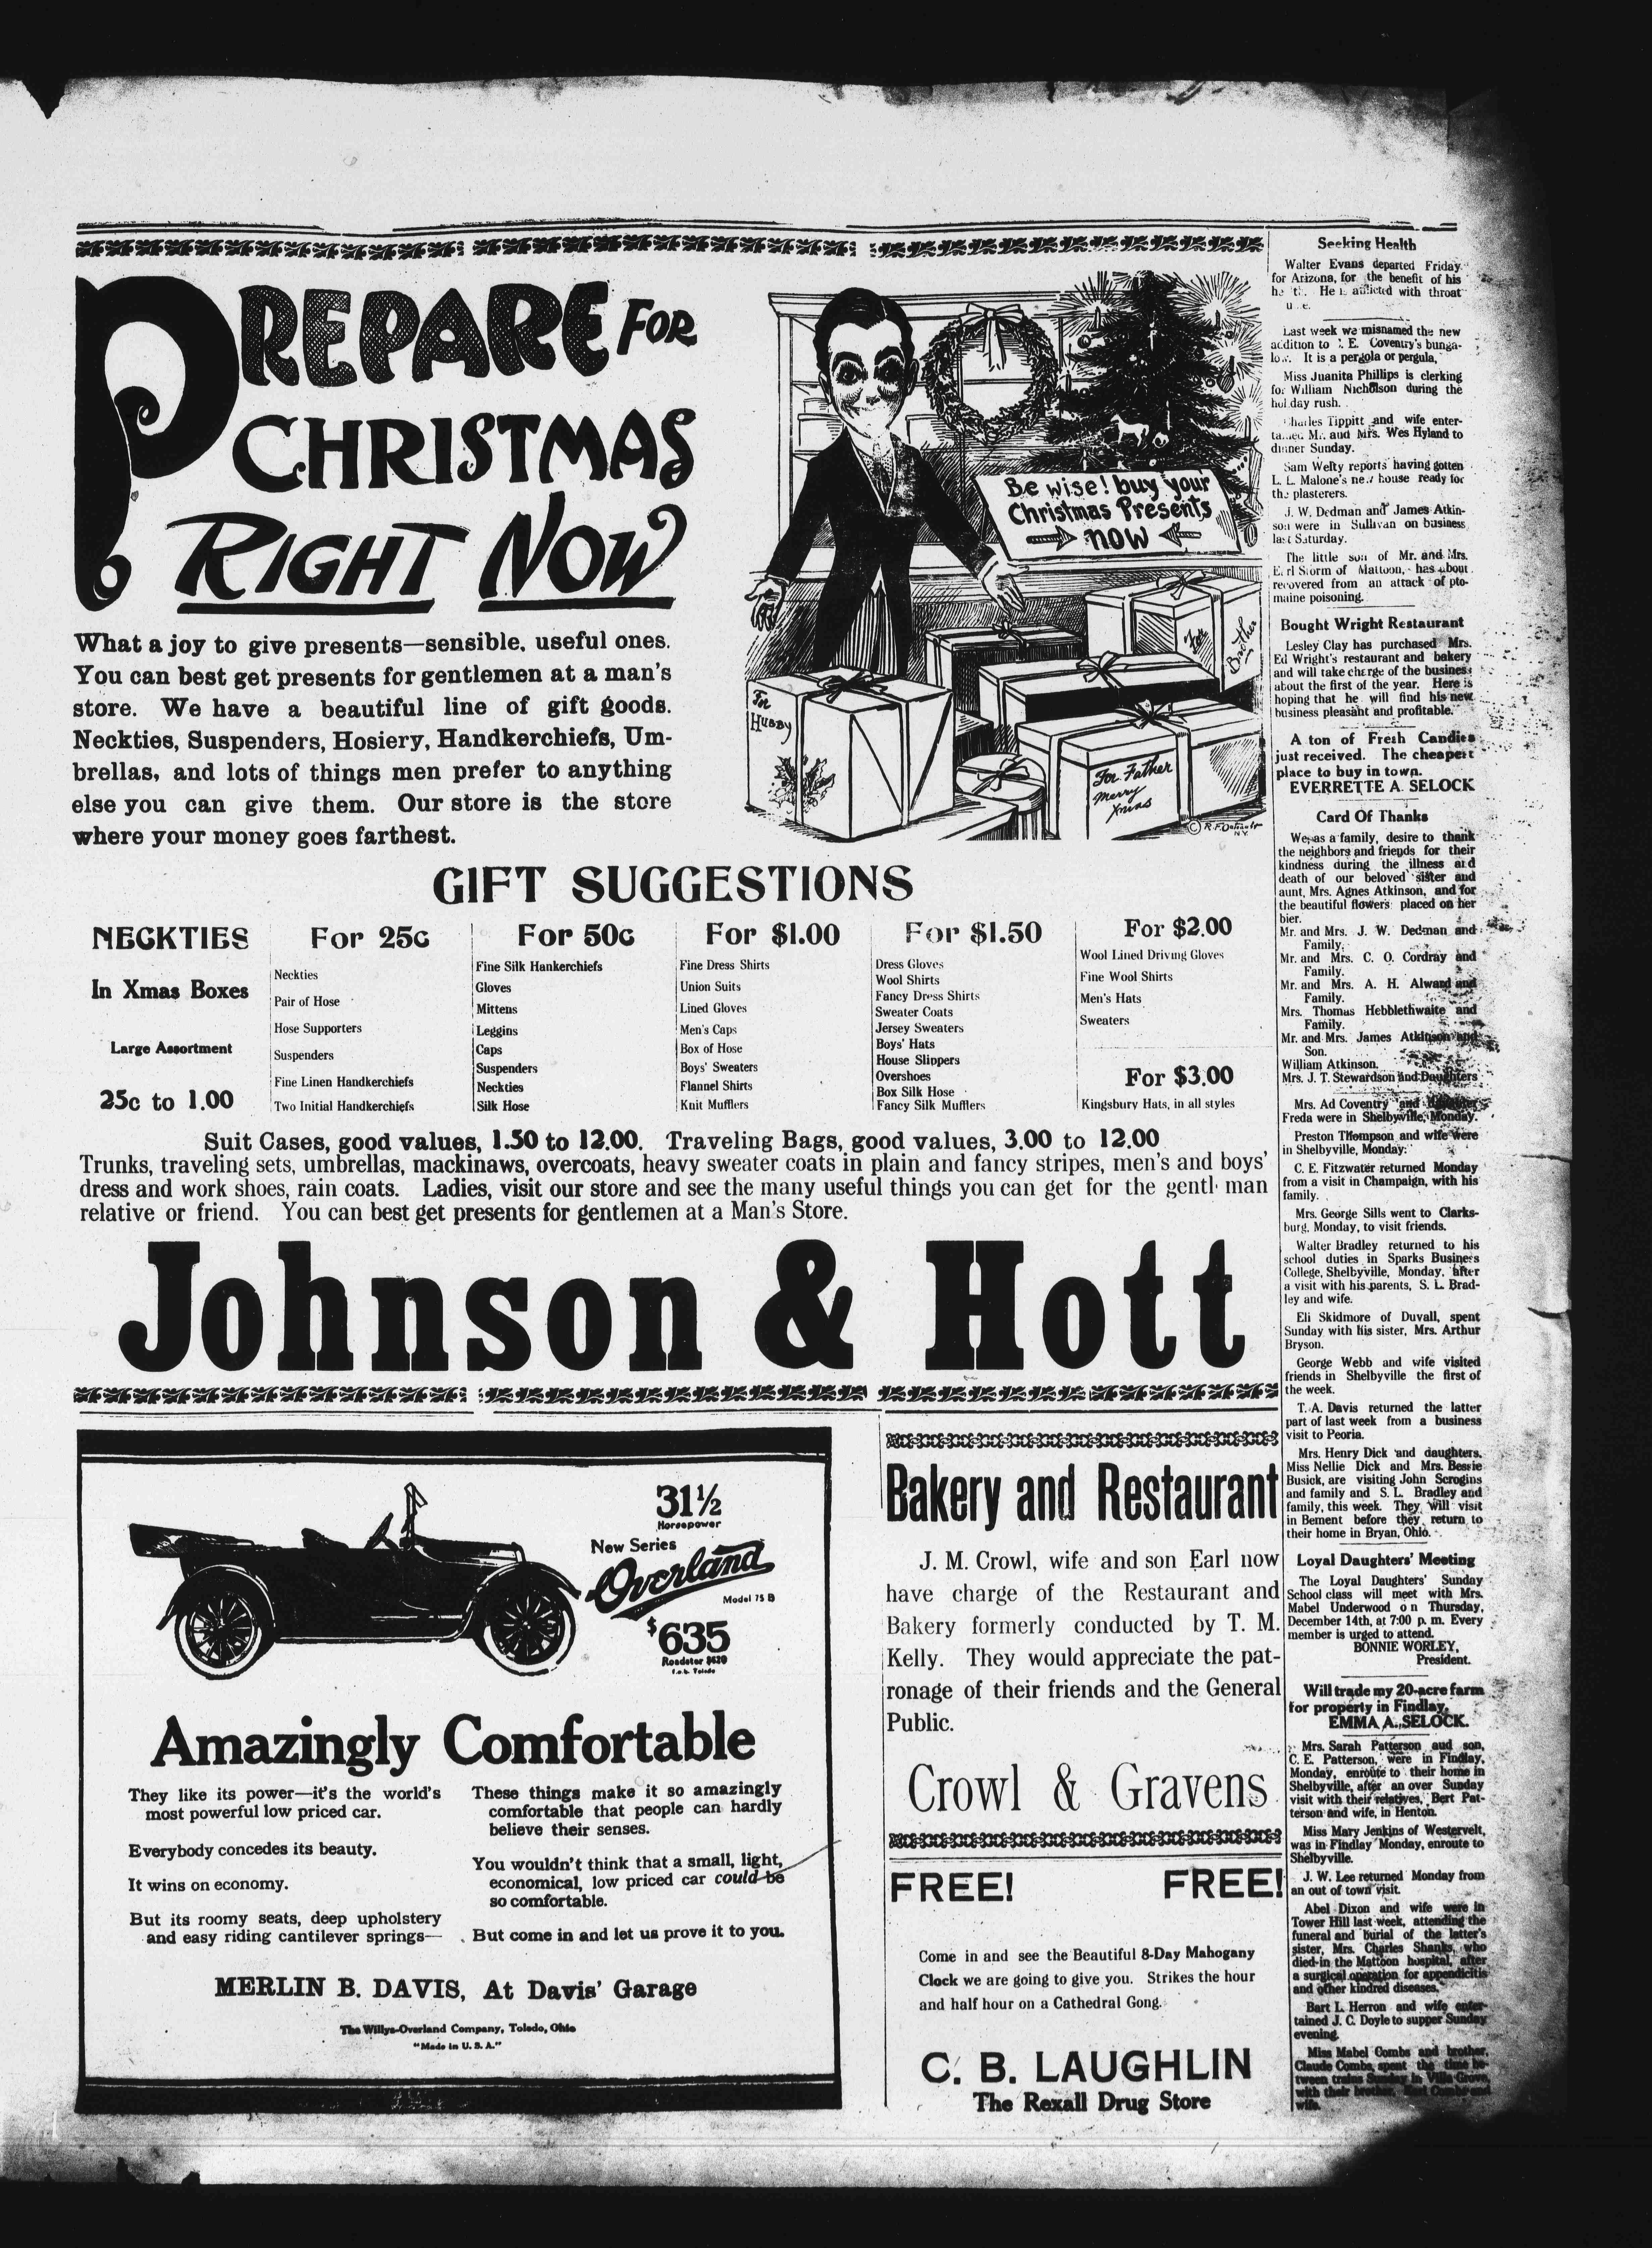 PREPARE FOR
CHRISTMAS
RIGHT NOW
What a joy to give presents—sensible, useful ones.
You can best get presents for gentlemen at a man's
store. We have a beautiful line of gift goods.
Neckties, Suspenders, Hosiery, Handkerchiefs, Um-
brellas, and lots of things men prefer to anything
else you can give them. Our store is the store
where your money goes farthest.
Be wise! buy your
Christmas Presents
NOW
For
Brother
For
Hubby
For Father
Merry
Xmas
GIFT SUGGESTIONS
NECKTIES
In Xmas Boxes
Large Assortment
25c to 1.00
For 25c
Neckties
Pair of Hose
Hose Supporters
Suspenders
Fine Linen Handkerchiefs
Two Initial Handkerchiefs
For 50c
Fine Silk Hankerchiefs
Gloves
Mittens
Leggins
Caps
Suspenders
Neckties
Silk Hose
For $1.00
Fine Dress Shirts
Union Suits
Lined Gloves
Men's Caps
Box of Hose
Boys' Sweaters
Flannel Shirts
Knit Mufflers
For $1.50
Dress Gloves
Wool Shirts
Fancy Dress Shirts
Sweater Coats
Jersey Sweaters
Boys' Hats
House Slippers
Overshoes
Box Silk Hose
Fancy Silk Mufflers
For $2.00
Wool Lined Driving Gloves
Fine Wool Shirts
Men's Hats
Sweaters
For $3.00
Kingsbury Hats, in all styles
Suit Cases, good values, 1.50 to 12.00. Traveling Bags, good values, 3.00 to 12.00
Trunks, traveling sets, umbrellas, mackinaws, overcoats, heavy sweater coats in plain and fancy stripes, men's and boys'
dress and work shoes, rain coats. Ladies, visit our store and see the many useful things you can get for the gentl man
relative or friend. You can best get presents for gentlemen at a Man's Store.
Johnson & Hott
31½
Horsepower
New Series
Overland
Model 75 B
$635
Roadster $620
f.o.b. Toledo
Amazingly Comfortable
They like its power—it's the world's
most powerful low priced car.
Everybody concedes its beauty.
It wins on economy.
But its roomy seats, deep upholstery
and easy riding cantilever springs—
These things make it so amazingly
comfortable that people can hardly
believe their senses.
You wouldn't think that a small, light,
economical, low priced car could be
so comfortable.
But come in and let us prove it to you.
MERLIN B. DAVIS, At Davis' Garage
The Willys-Overland Company, Toledo, Ohio
"Made in U. S. A."
Bakery and Restaurant
J. M. Crowl, wife and son Earl now
have charge of the Restaurant and
Bakery formerly conducted by T. M.
Kelly. They would appreciate the pat-
ronage of their friends and the General
Public.
Crowl & Gravens
FREE! FREE!
Come in and see the Beautiful 8-Day Mahogany
Clock we are going to give you. Strikes the hour
and half hour on a Cathedral Gong.
C. B. LAUGHLIN
The Rexall Drug Store
Seeking Health
Walter Evans departed Friday
for Arizona, for the benefit of his
He is afflicted with throat
Last week we misnamed the new
addition to E. Coventry's bunga-
low. It is a pergola or pergula,
Miss Juanita Phillips is clerking
for William Nicholson during the
holiday rush.
Charles Tippitt and wife enter-
tained Mr. and Mrs. Wes Hyland to
dinner Sunday.
Sam Welty reports having gotten
L. L. Malone's new house ready for
the plasterers.
J. W. Dedman and James Atkin-
son were in Sullivan on business
last Saturday.
The little son of Mr. and Mrs.
Earl Storm of Mattoon, has about
recovered from an attack of pto-
maine poisoning.
Bought Wright Restaurant
Lesley Clay has purchased Mrs.
Ed Wright's restaurant and bakery
and will take charge of the business
about the first of the year. Here is
hoping that he will find his new
business pleasant and profitable.
A ton of Fresh Candies
just received. The cheapest
place to buy in town.
EVERRETTE A. SELOCK
Card Of Thanks
We, as a family, desire to thank
the neighbors and friends for their
kindness during the illness and
death of our beloved sister and
aunt, Mrs. Agnes Atkinson, and for
the beautiful flowers placed on her
bier.
Mr. and Mrs. J. W. Dedman and
Family.
Mr. and Mrs. C. O. Cordray and
Family.
Mr. and Mrs. A. H. Alward and
Family.
Mrs. Thomas Hebblethwaite and
Family.
Mr. and Mrs. James Atkinson and
Son.
William Atkinson.
Mrs. J. T. Stewardson and Daughters
Mrs. Ad Coventry and daughter,
Freda were in Shelbyville, Monday.
Preston Thompson and wife were
in Shelbyville, Monday.
C. E. Fitzwater returned Monday
from a visit in Champaign, with his
family.
Mrs. George Sills went to Clarks-
burg, Monday, to visit friends.
Walter Bradley returned to his
school duties in Sparks Business
College, Shelbyville, Monday, after
a visit with his parents, S. L. Brad-
ley and wife.
Eli Skidmore of Duvall, spent
Sunday with his sister, Mrs. Arthur
Bryson.
George Webb and wife visited
friends in Shelbyville the first of
the week.
T. A. Davis returned the latter
part of last week from a business
visit to Peoria.
Mrs. Henry Dick and daughters,
Miss Nellie Dick and Mrs. Bessie
Busick, are visiting John Scrogins
and family and S. L. Bradley and
family, this week. They will visit
in Bement before they return to
their home in Bryan, Ohio.
Loyal Daughters' Meeting
The Loyal Daughters' Sunday
School class will meet with Mrs.
Mabel Underwood on Thursday,
December 14th, at 7:00 p. m. Every
member is urged to attend.
BONNIE WORLEY,
President.
Will trade my 20-acre farm
for property in Findlay.
EMMA A. SELOCK.
Mrs. Sarah Patterson and son,
C. E. Patterson, were in Findlay,
Monday, enroute to their home in
Shelbyville, after an over Sunday
visit with their relatives, Bert Pat-
terson and wife, in Henton.
Miss Mary Jenkins of Westervelt,
was in Findlay Monday, enroute to
Shelbyville.
J. W. Lee returned Monday from
an out of town visit.
Abel Dixon and wife were in
Tower Hill last week, attending the
funeral and burial of the latter's
sister, Mrs. Charles Shanks, who
died in the Mattoon hospital, after
a surgical operation for appendicitis
and other kindred diseases.
Bart L. Herron and wife enter-
tained J. C. Doyle to supper Sunday
evening.
Miss Mabel Combs and brother,
Claude Combs, spent the time be-
tween trains Sunday in Villa Grove,
with their brother, Bert Combs and
wife.